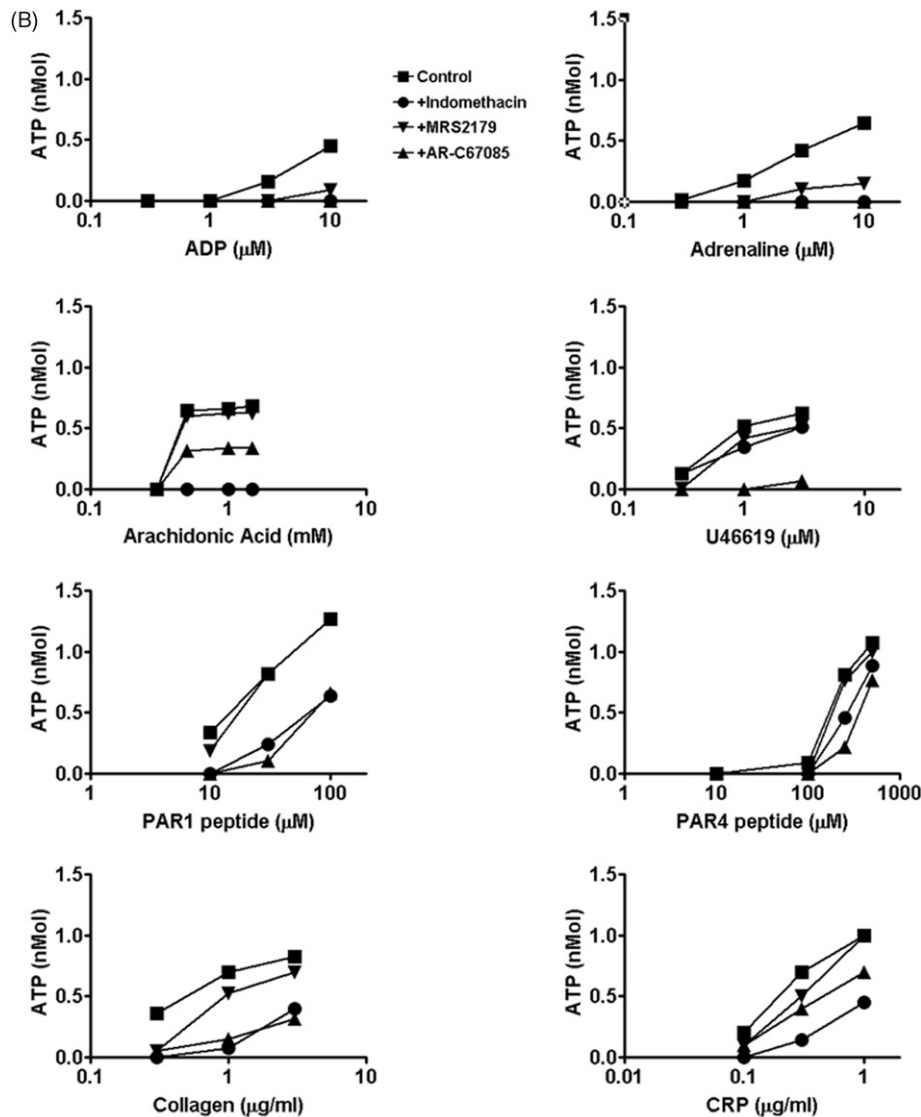 (B)
1.5
1.0
0.5
0.0
ATP (nMol)
0.1
1
10
ADP (μM)
Control
+Indomethacin
+MRS2179
+AR-C67085
1.5
1.0
0.5
0.0
ATP (nMol)
0.1
1
10
Adrenaline (μM)
1.5
1.0
0.5
0.0
ATP (nMol)
0.1
1
10
Arachidonic Acid (mM)
1.5
1.0
0.5
0.0
ATP (nMol)
0.1
1
10
U46619 (μM)
1.5
1.0
0.5
0.0
ATP (nMol)
1
10
100
PAR1 peptide (μM)
1.5
1.0
0.5
0.0
ATP (nMol)
1
10
100
1000
PAR4 peptide (μM)
1.5
1.0
0.5
0.0
ATP (nMol)
0.1
1
10
Collagen (μg/ml)
1.5
1.0
0.5
0.0
ATP (nMol)
0.01
0.1
1
CRP (μg/ml)